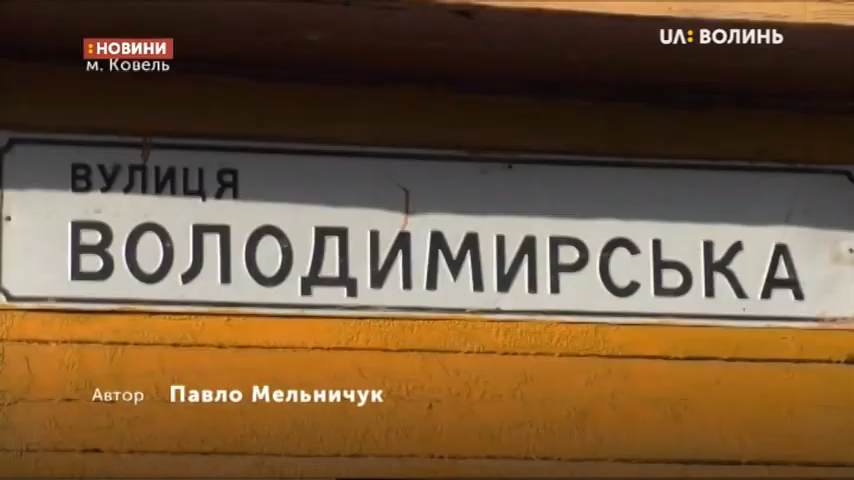 :НОВИНИ
UA: ВОЛИНЬ
м. Ковель
ВУЛИЦЯ
ВОЛОДИМИРСЬКА
Автор Павло Мельничук